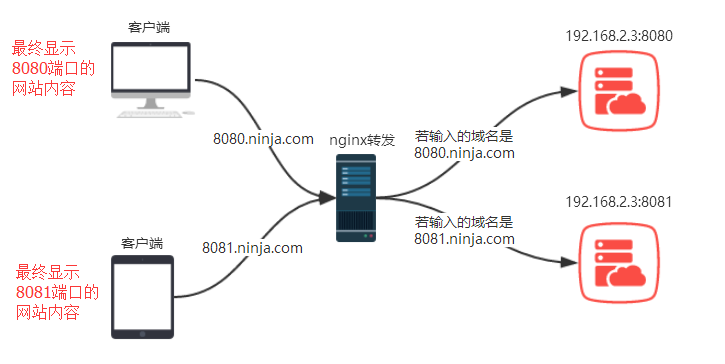 客户端
最终显示
8080端口的
网站内容
8080.ninja.com
nginx转发
若输入的域名是
8080.ninja.com
192.168.2.3:8080
客户端
最终显示
8081端口的
网站内容
8081.ninja.com
若输入的域名是
8081.ninja.com
192.168.2.3:8081